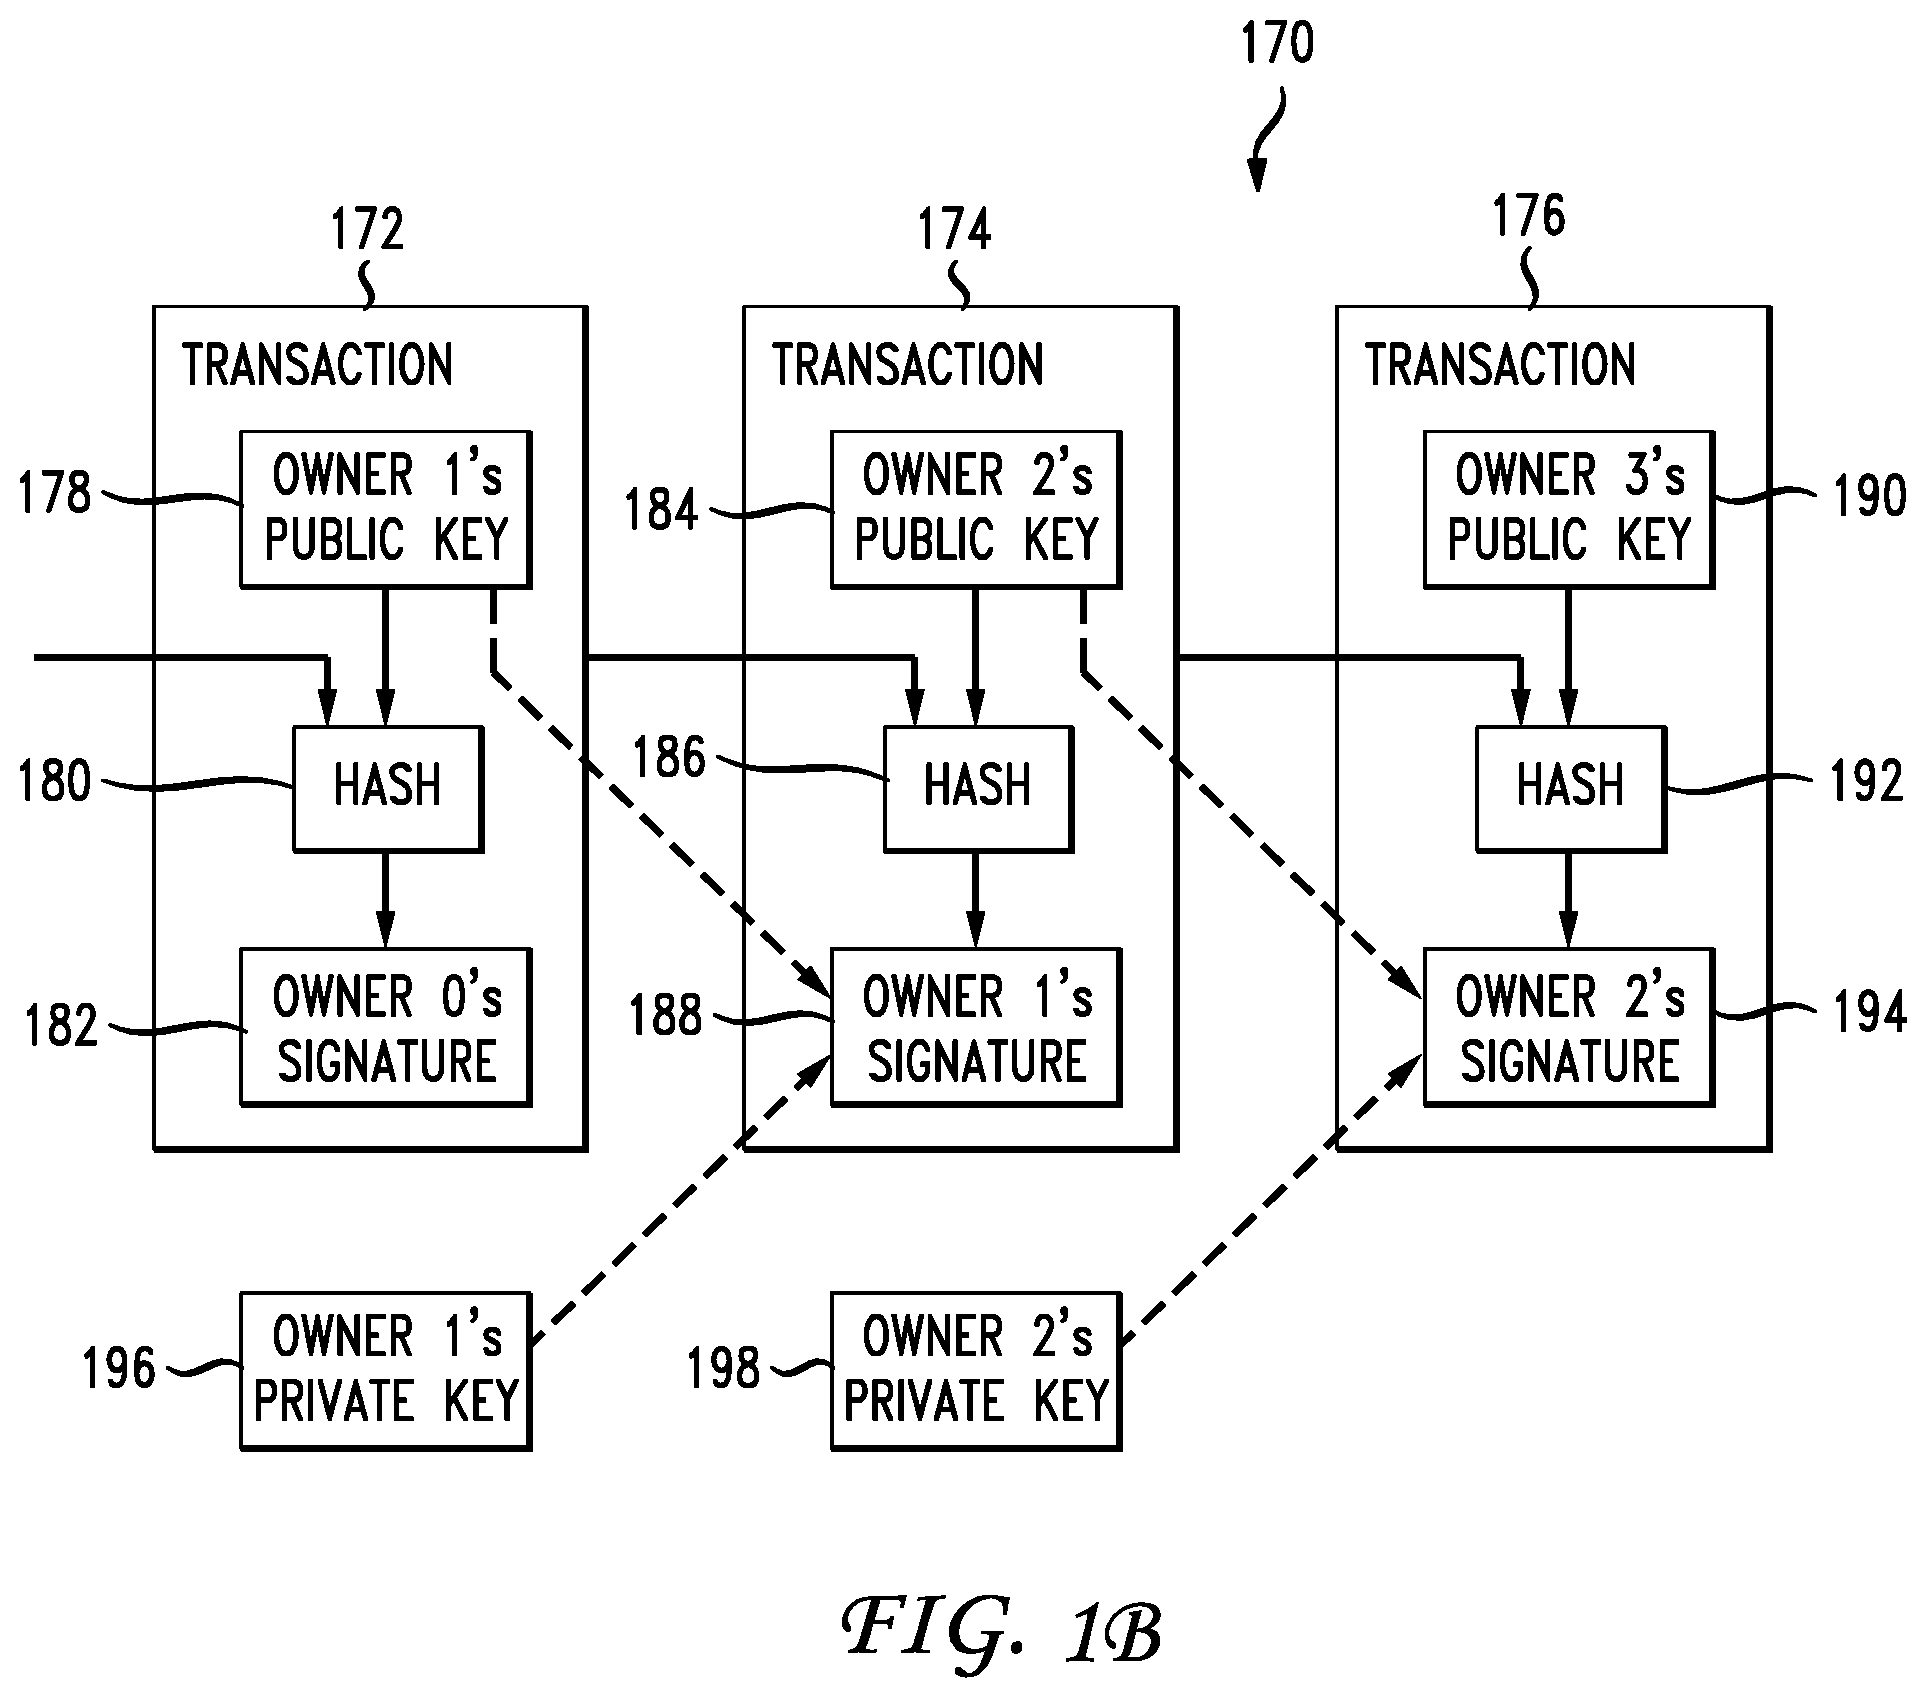 170
172
174
176
TRANSACTION
TRANSACTION
TRANSACTION
178
OWNER 1's
PUBLIC KEY
184
OWNER 2's
PUBLIC KEY
OWNER 3's
PUBLIC KEY
190
180
HASH
186
HASH
HASH
192
182
OWNER 0's
SIGNATURE
188
OWNER 1's
SIGNATURE
OWNER 2's
SIGNATURE
194
196
OWNER 1's
PRIVATE KEY
198
OWNER 2's
PRIVATE KEY
FIG. 1B